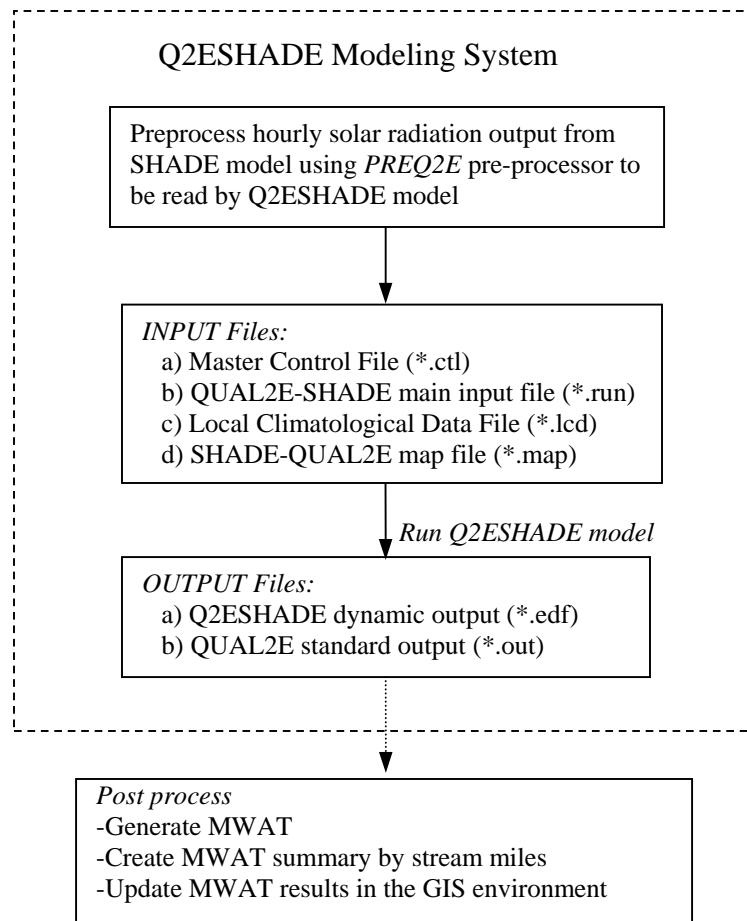 Q2ESHADE Modeling System
Preprocess hourly solar radiation output from
SHADE model using PREQ2E pre-processor to
be read by Q2ESHADE model
INPUT Files:
a) Master Control File (*.ctl)
b) QUAL2E-SHADE main input file (*.run)
c) Local Climatological Data File (*.lcd)
d) SHADE-QUAL2E map file (*.map)
Run Q2ESHADE model
OUTPUT Files:
a) Q2ESHADE dynamic output (*.edf)
b) QUAL2E standard output (*.out)
Post process
-Generate MWAT
-Create MWAT summary by stream miles
-Update MWAT results in the GIS environment